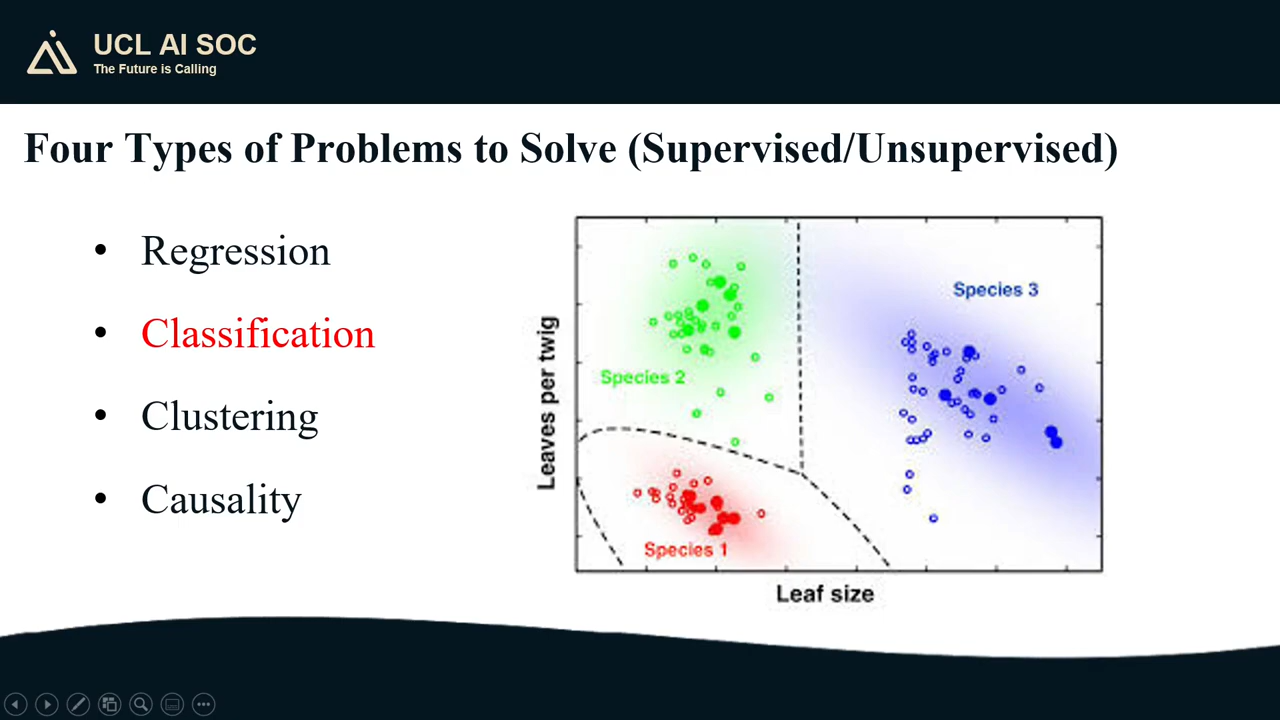 UCL AI SOC
The Future is Calling
Four Types of Problems to Solve (Supervised/Unsupervised)
• Regression
• Classification
• Clustering
• Causality
Leaves per twig
Species 3
Species 2
Species 1
Leaf size